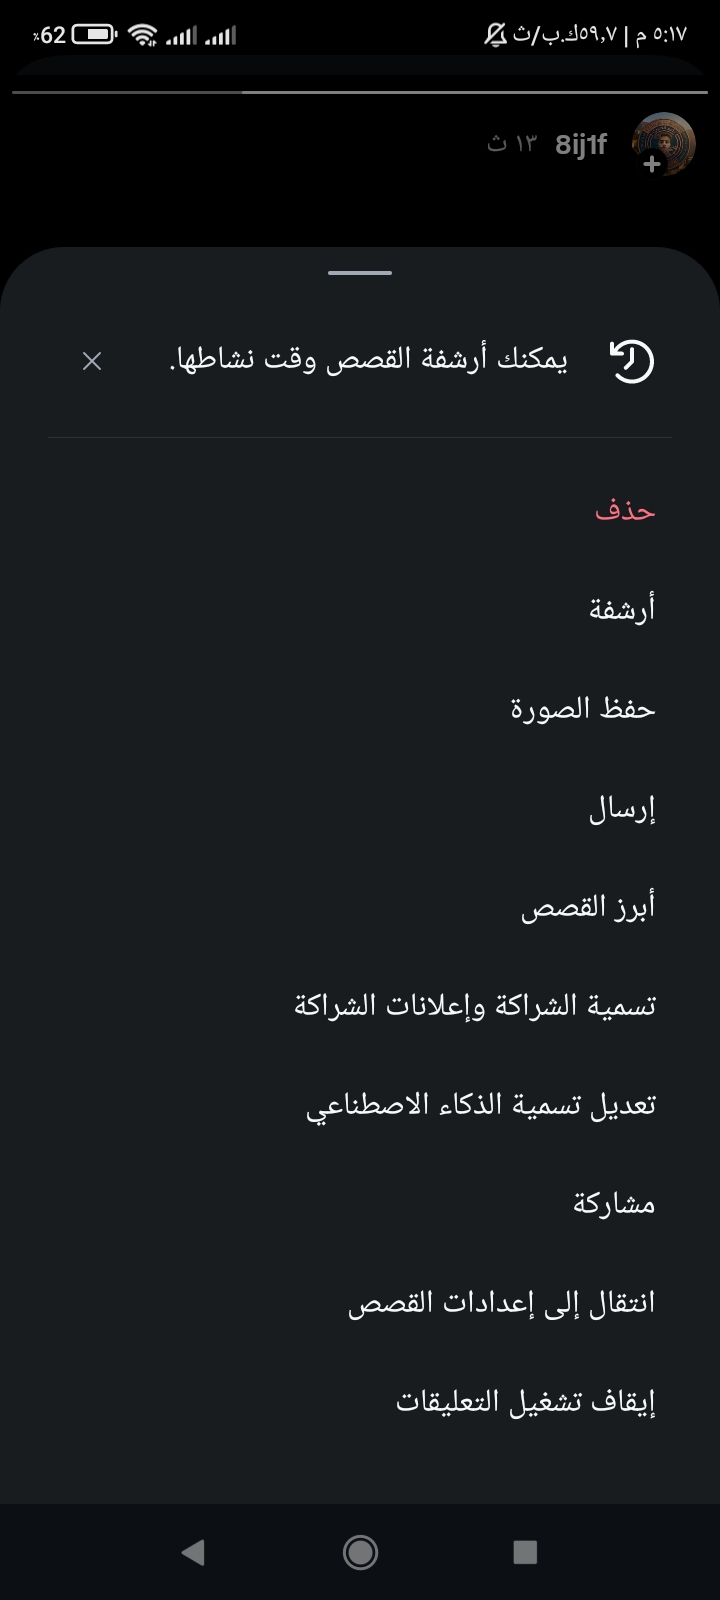 ٥:١٧ م | ٥٩,٧ك.ب/ث
٪62
8ij1f ١٣ ث
يمكنك أرشفة القصص وقت نشاطها.
حذف
أرشفة
حفظ الصورة
إرسال
أبرز القصص
تسمية الشراكة وإعلانات الشراكة
تعديل تسمية الذكاء الاصطناعي
مشاركة
انتقال إلى إعدادات القصص
إيقاف تشغيل التعليقات